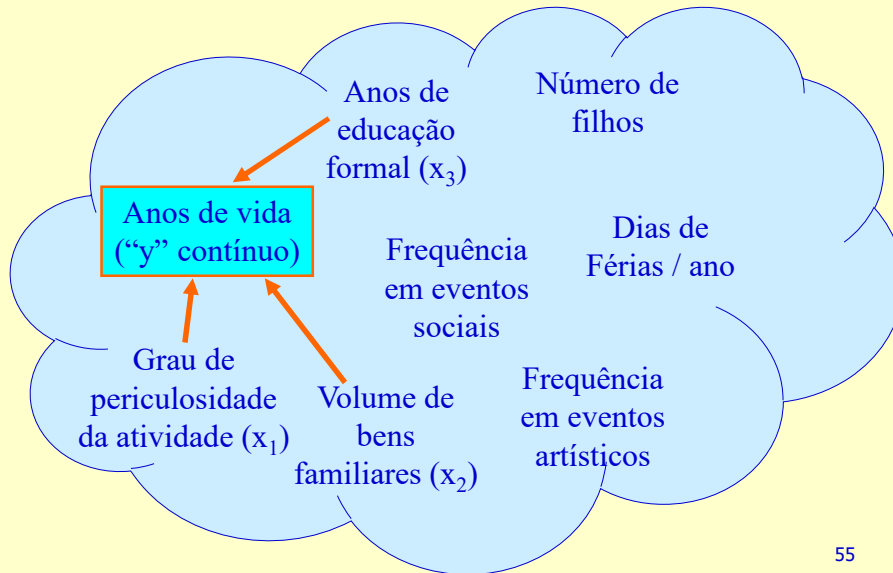 Anos de
educação
formal (x₃)
Número de
filhos
Anos de vida
(“y” contínuo)
Frequência
em eventos
sociais
Dias de
Férias / ano
Grau de
periculosidade
da atividade (x₁)
Volume de
bens
familiares (x₂)
Frequência
em eventos
artísticos
55